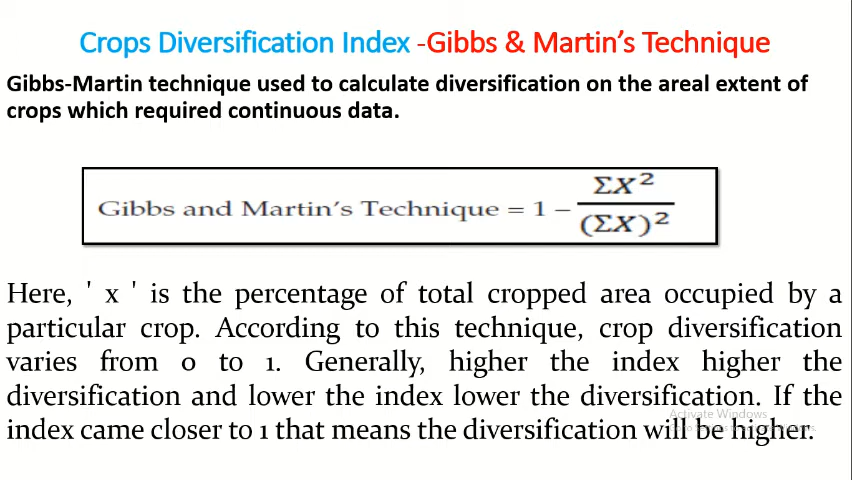 Crops Diversification Index -Gibbs & Martin's Technique
Gibbs-Martin technique used to calculate diversification on the areal extent of
crops which required continuous data.
Gibbs and Martin's Technique = 1 − ΣX² / (ΣX)²
Here, ' x ' is the percentage of total cropped area occupied by a
particular crop. According to this technique, crop diversification
varies from 0 to 1. Generally, higher the index higher the
diversification and lower the index lower the diversification. If the
index came closer to 1 that means the diversification will be higher.
Activate Windows